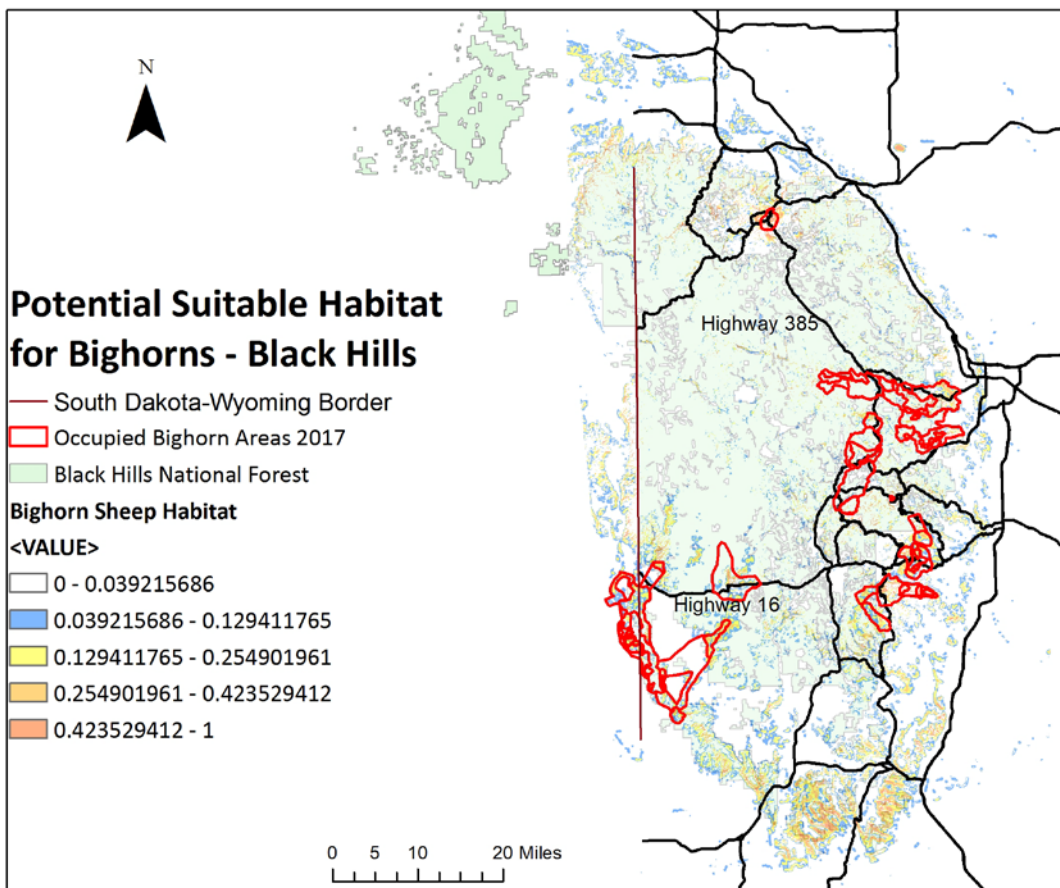 N
Potential Suitable Habitat
for Bighorns - Black Hills
South Dakota-Wyoming Border
Occupied Bighorn Areas 2017
Black Hills National Forest
Bighorn Sheep Habitat
<VALUE>
0 - 0.039215686
0.039215686 - 0.129411765
0.129411765 - 0.254901961
0.254901961 - 0.423529412
0.423529412 - 1
Highway 385
Highway 16
0 5 10 20 Miles